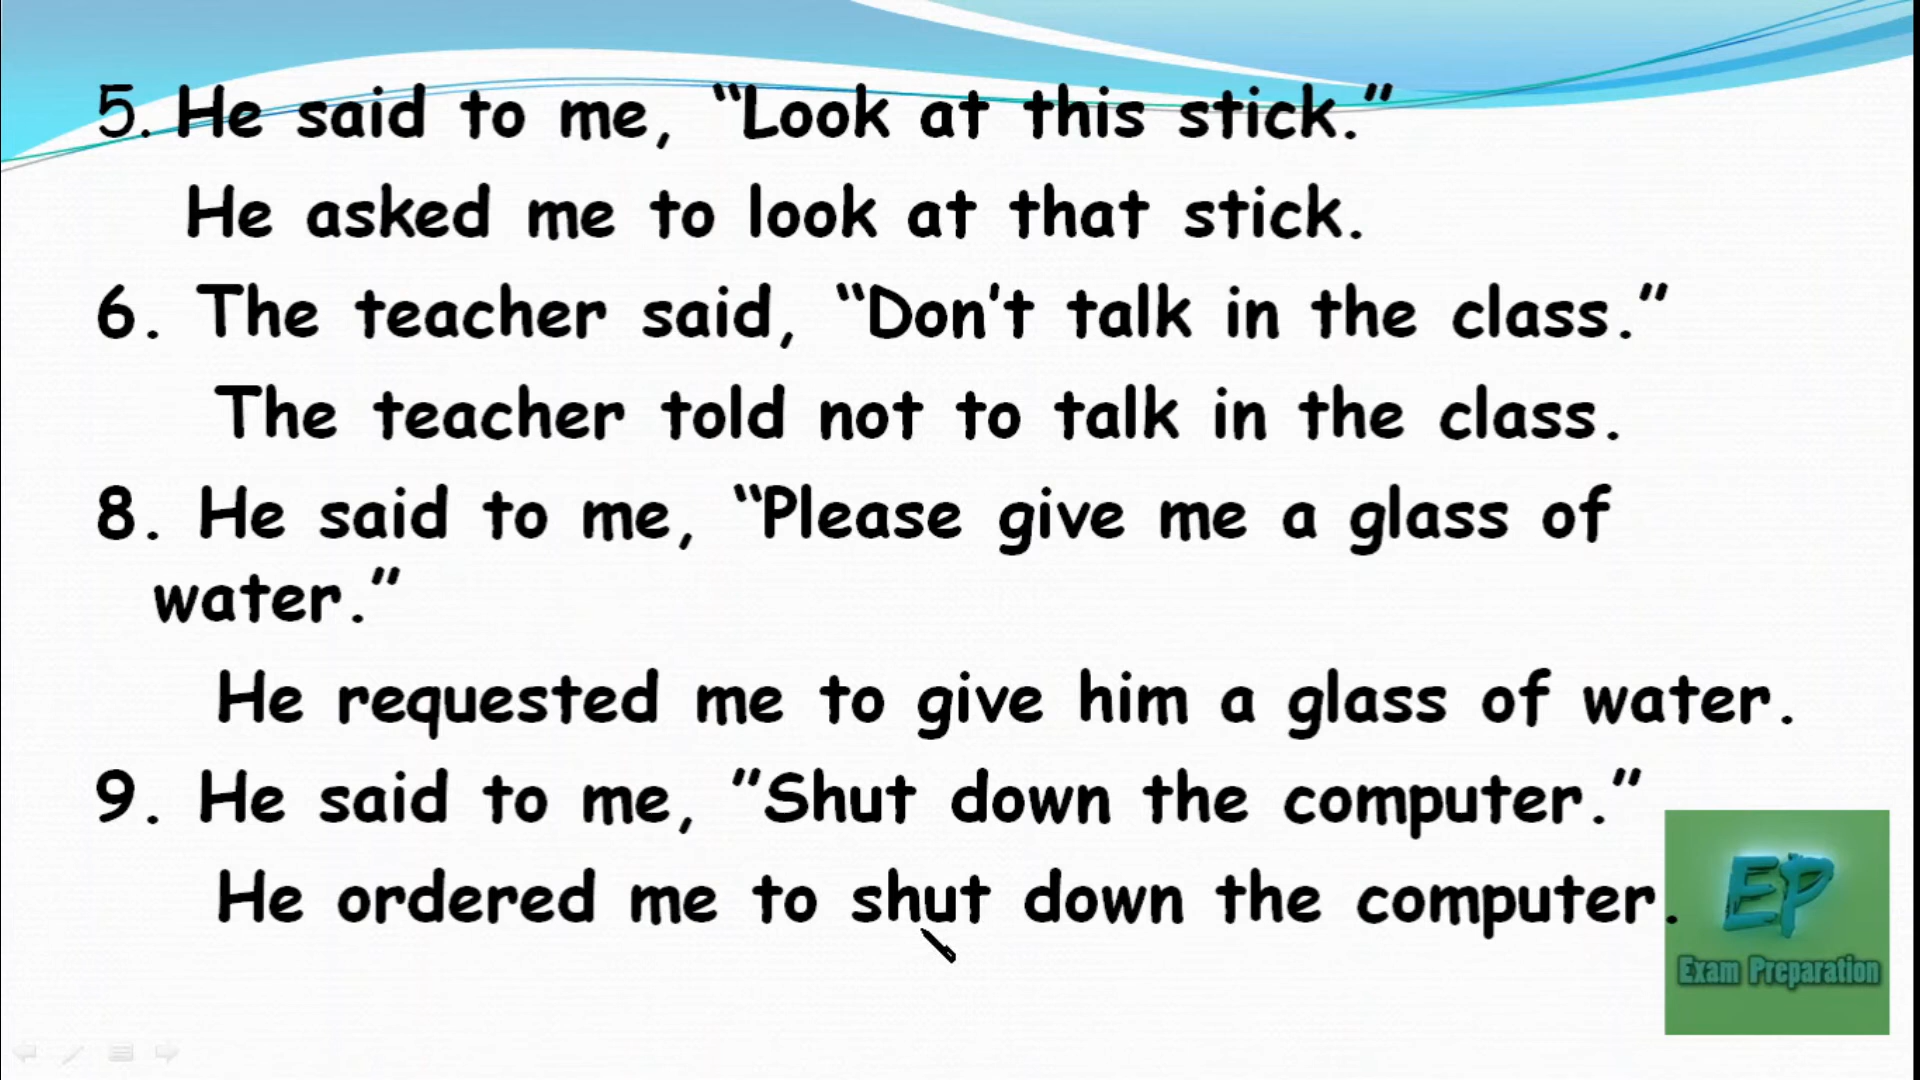 5. He said to me, “Look at this stick.”
He asked me to look at that stick.
6. The teacher said, “Don’t talk in the class.”
The teacher told not to talk in the class.
8. He said to me, “Please give me a glass of
water.”
He requested me to give him a glass of water.
9. He said to me, ”Shut down the computer.”
He ordered me to shut down the computer.
EP
Exam Preparation